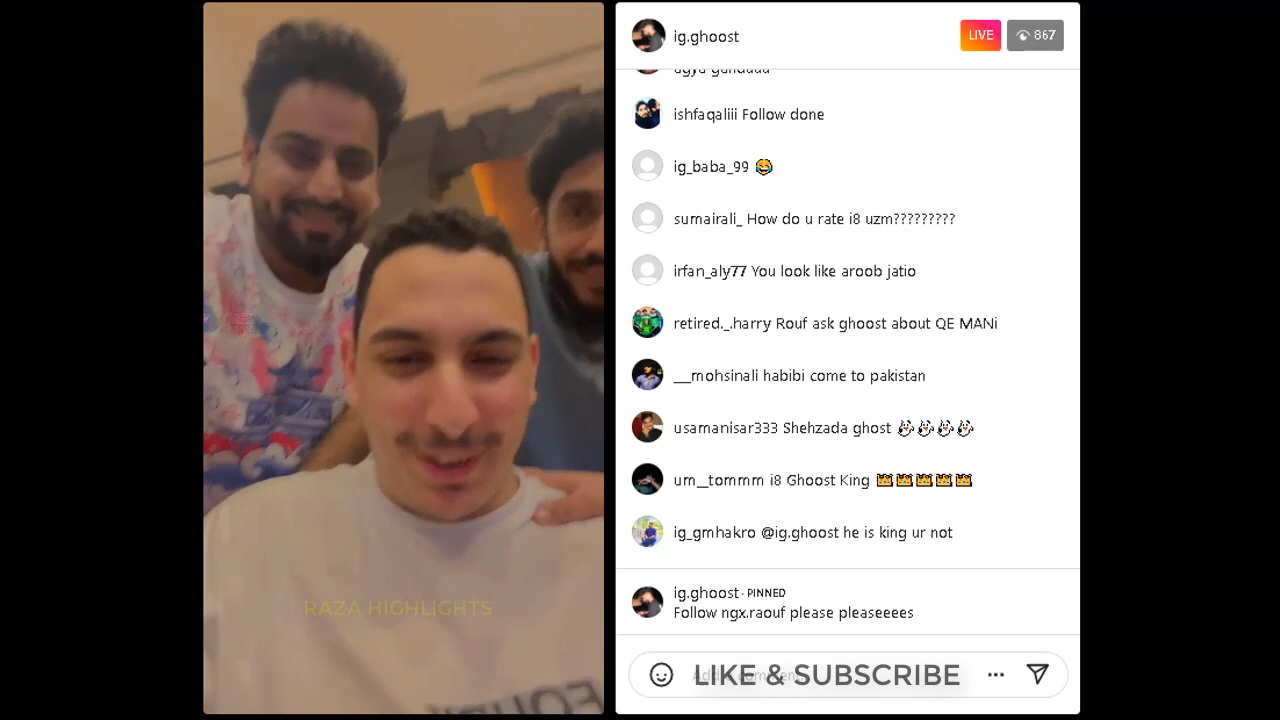 ig.ghoost
LIVE
867
ishfaqaliii Follow done
ig_baba_99 😂
sumairali_ How do u rate i8 uzm?????????
irfan_aly77 You look like aroob jatio
retired._.harry Rouf ask ghoost about QE MANi
__mohsinali habibi come to pakistan
usamanisar333 Shehzada ghost 👻👻👻👻
um__tommm i8 Ghoost King 👑👑👑👑👑
ig_gmhakro @ig.ghoost he is king ur not
ig.ghoost · PINNED
Follow ngx.raouf please pleaseeees
LIKE & SUBSCRIBE
RAZA HIGHLIGHTS